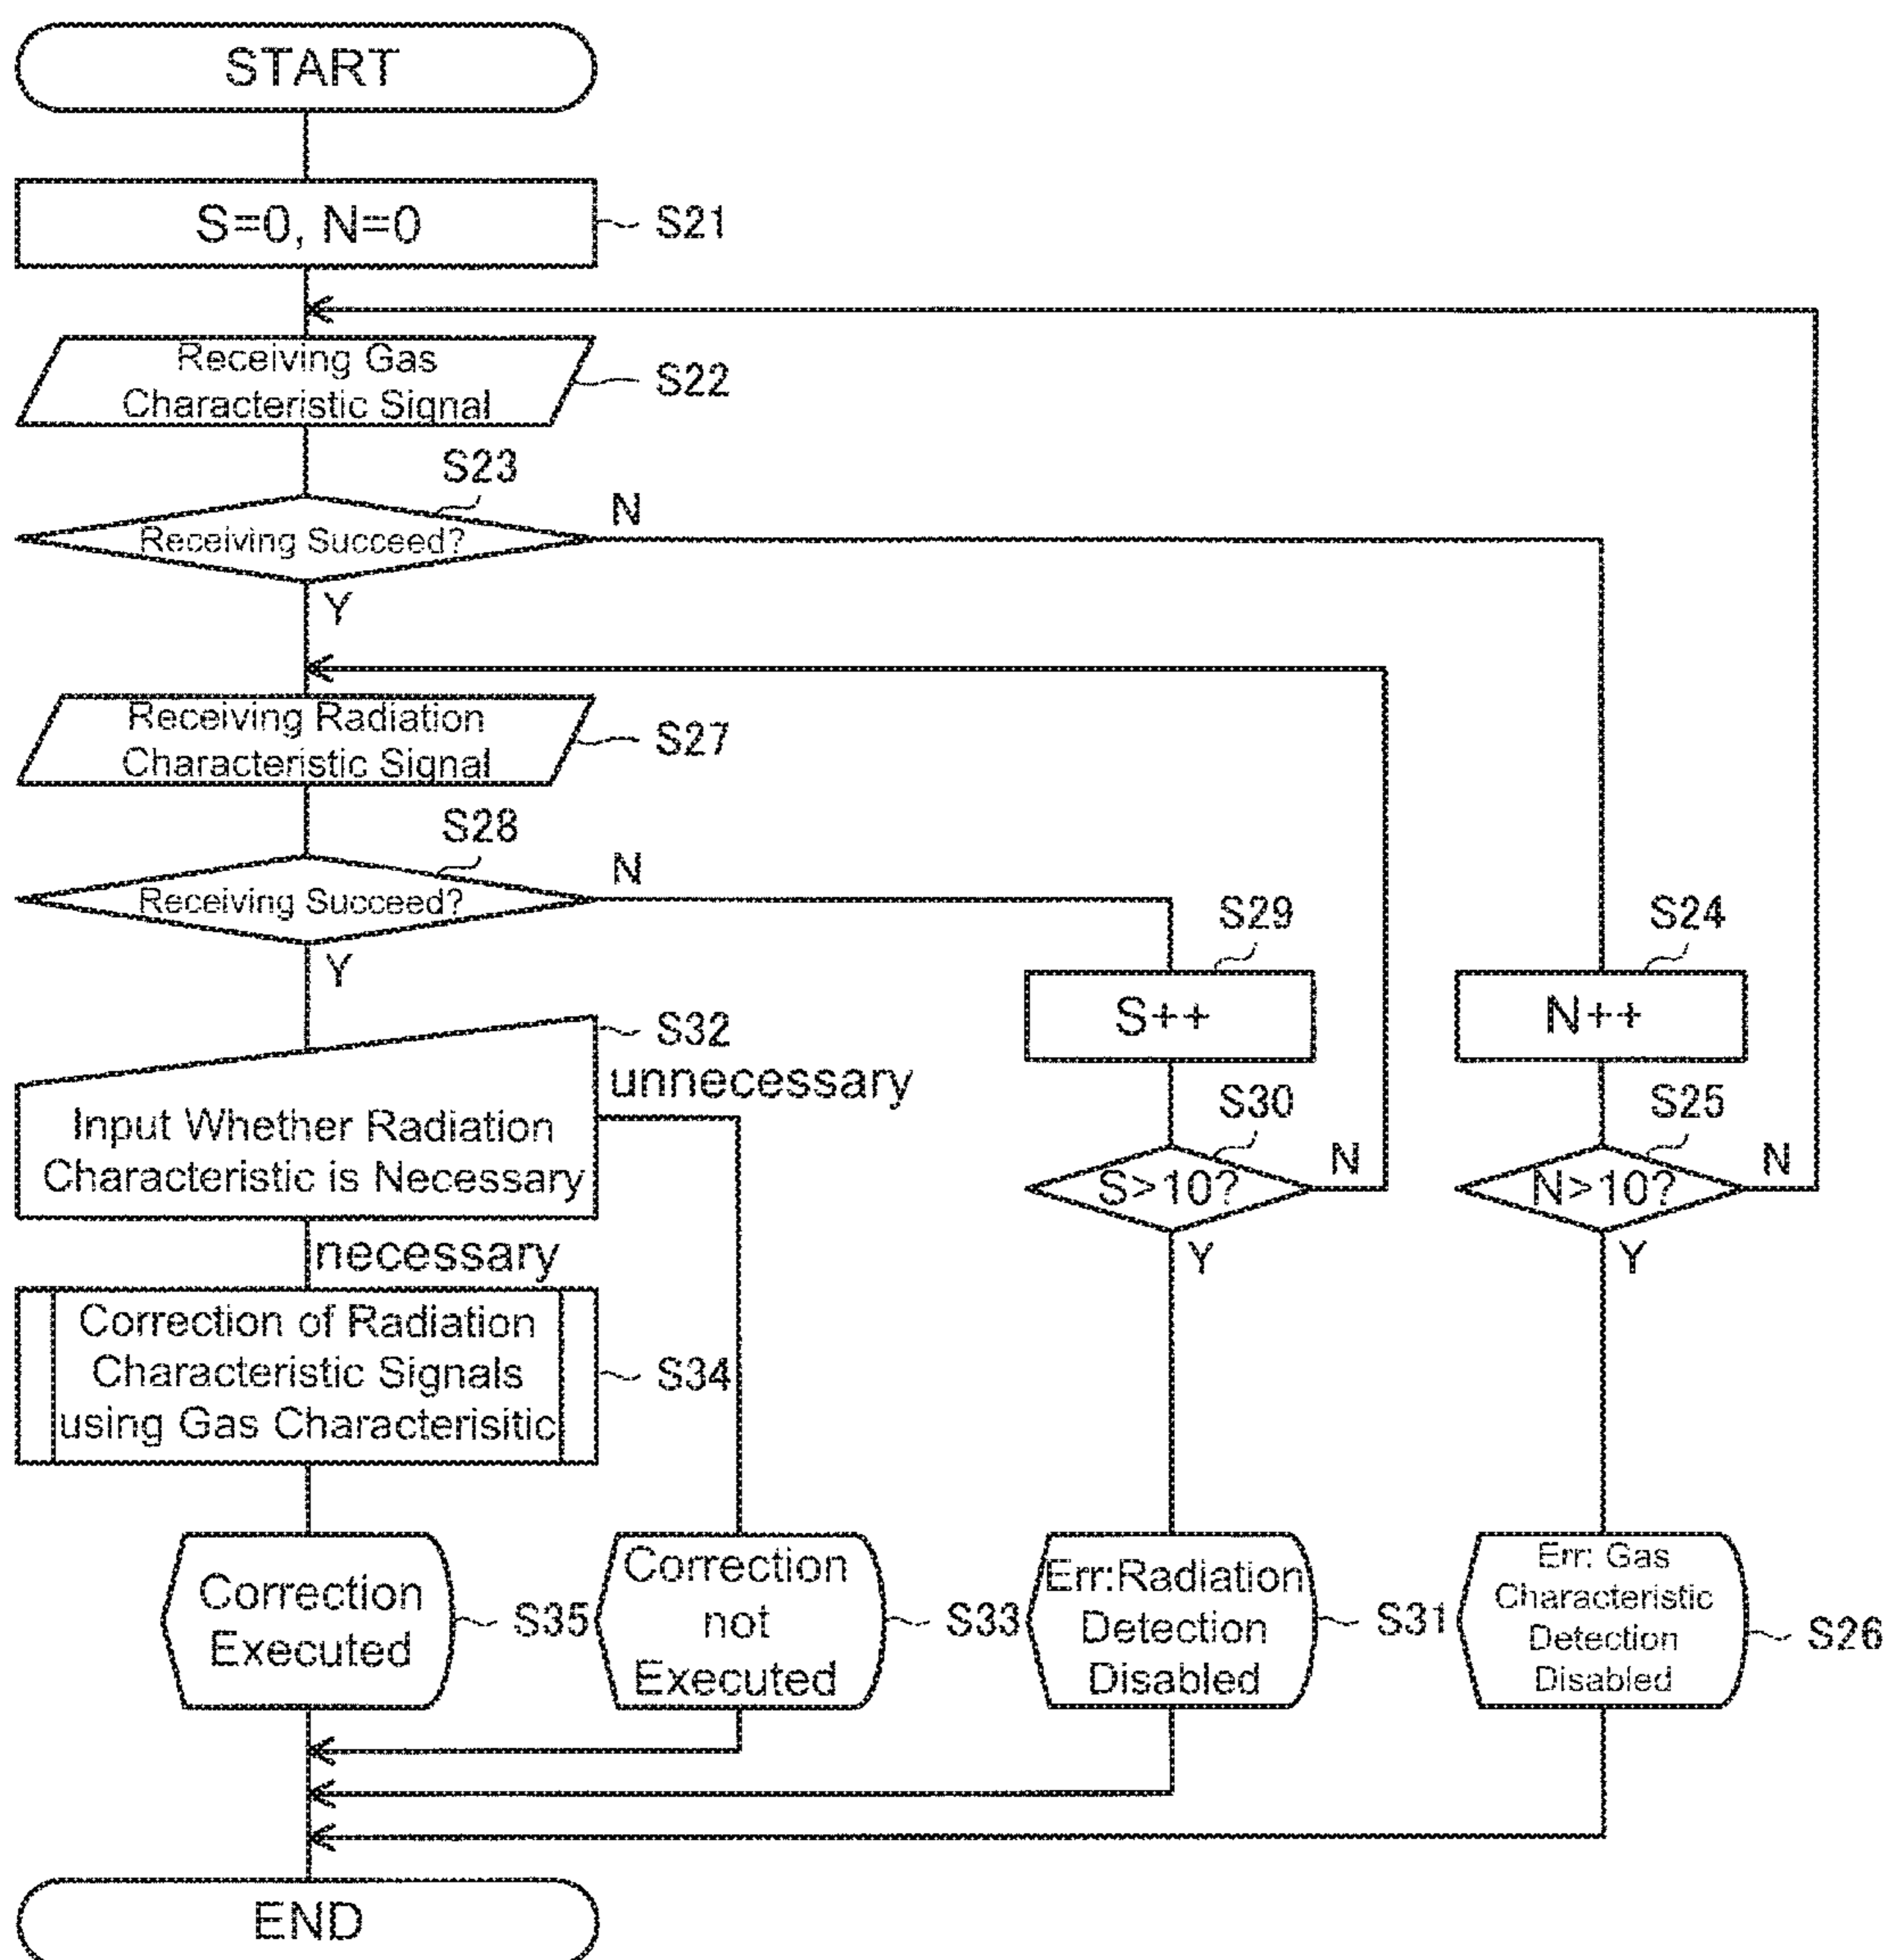 START
S=0, N=0
S21
Receiving Gas
Characteristic Signal
S22
S23
Receiving Succeed?
N
Y
Receiving Radiation
Characteristic Signal
S27
S28
Receiving Succeed?
N
Y
S29
S++
S24
N++
S32
unnecessary
Input Whether Radiation
Characteristic is Necessary
necessary
S30
S>10?
N
Y
S25
N>10?
N
Y
Correction of Radiation
Characteristic Signals
using Gas Characterisitic
S34
Correction
Executed
S35
Correction
not
Executed
S33
Err:Radiation
Detection
Disabled
S31
Err: Gas
Characteristic
Detection
Disabled
S26
END